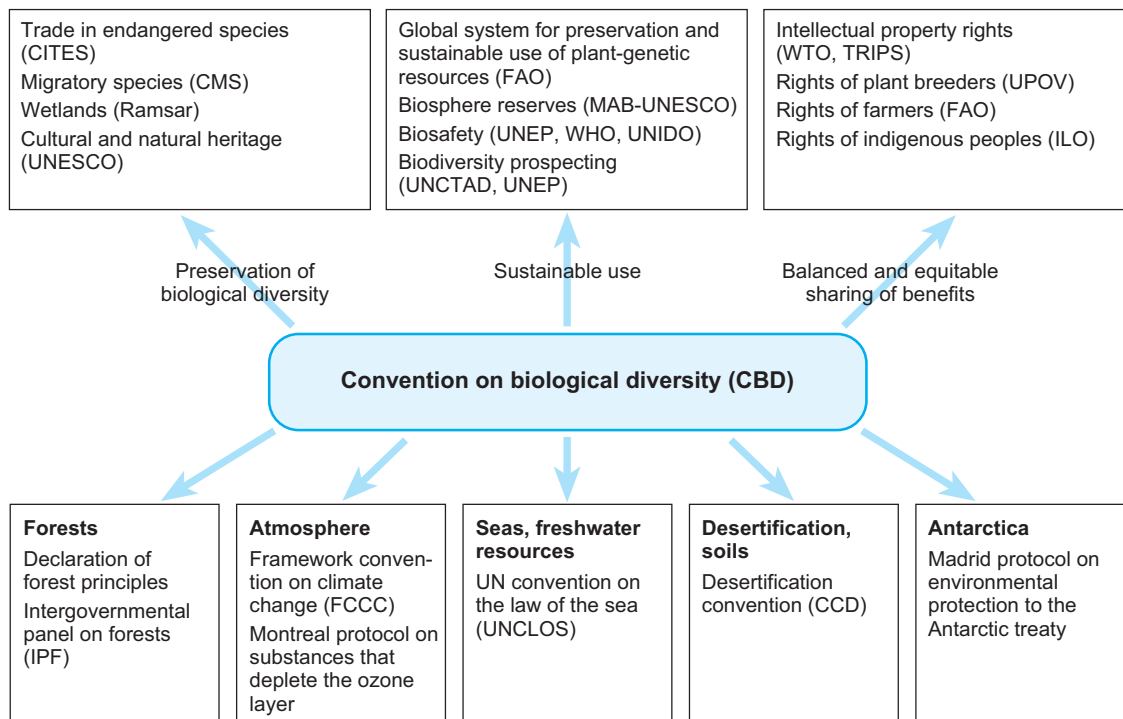 Trade in endangered species
(CITES)
Migratory species (CMS)
Wetlands (Ramsar)
Cultural and natural heritage
(UNESCO)
Global system for preservation and
sustainable use of plant-genetic
resources (FAO)
Biosphere reserves (MAB-UNESCO)
Biosafety (UNEP, WHO, UNIDO)
Biodiversity prospecting
(UNCTAD, UNEP)
Intellectual property rights
(WTO, TRIPS)
Rights of plant breeders (UPOV)
Rights of farmers (FAO)
Rights of indigenous peoples (ILO)
Preservation of
biological diversity
Sustainable use
Balanced and equitable
sharing of benefits
Convention on biological diversity (CBD)
Forests
Declaration of
forest principles
Intergovernmental
panel on forests
(IPF)
Atmosphere
Framework conven-
tion on climate
change (FCCC)
Montreal protocol on
substances that
deplete the ozone
layer
Seas, freshwater
resources
UN convention on
the law of the sea
(UNCLOS)
Desertification,
soils
Desertification
convention (CCD)
Antarctica
Madrid protocol on
environmental
protection to the
Antarctic treaty